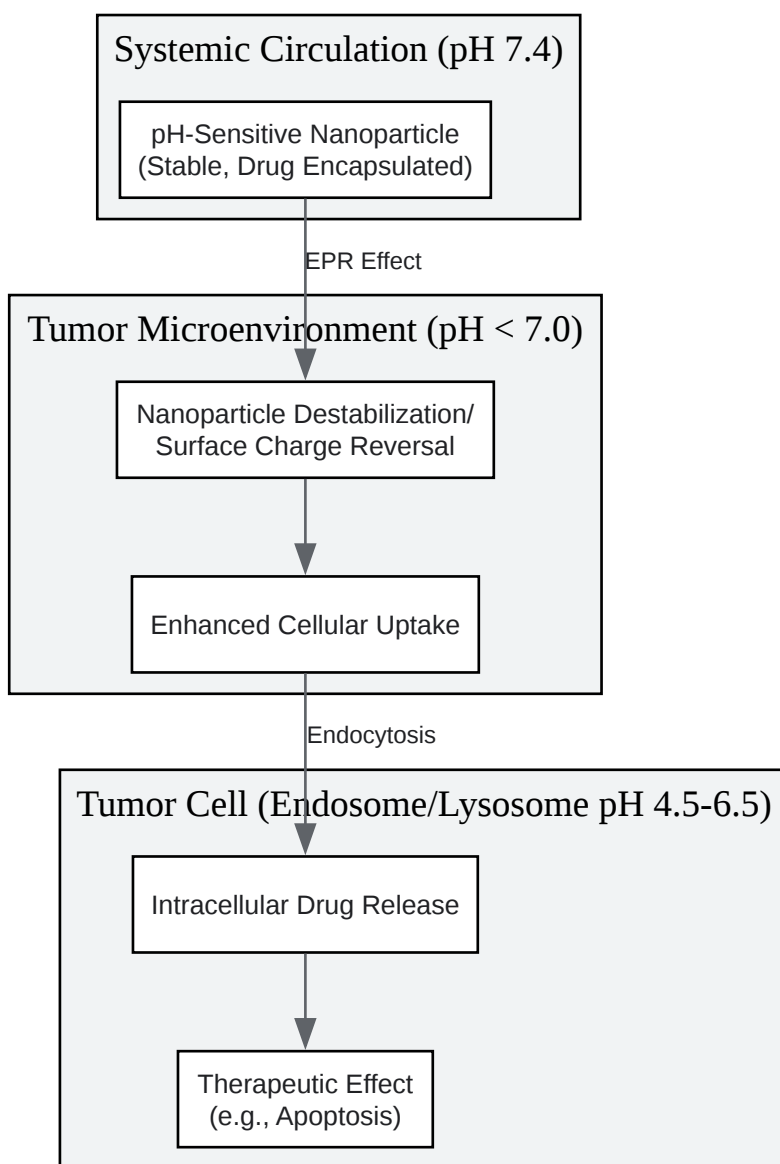 Systemic Circulation (pH 7.4)
pH-Sensitive Nanoparticle
(Stable, Drug Encapsulated)
EPR Effect
Tumor Microenvironment (pH < 7.0)
Nanoparticle Destabilization/
Surface Charge Reversal
Enhanced Cellular Uptake
Endocytosis
Tumor Cell (Endosome/Lysosome pH 4.5-6.5)
Intracellular Drug Release
Therapeutic Effect
(e.g., Apoptosis)